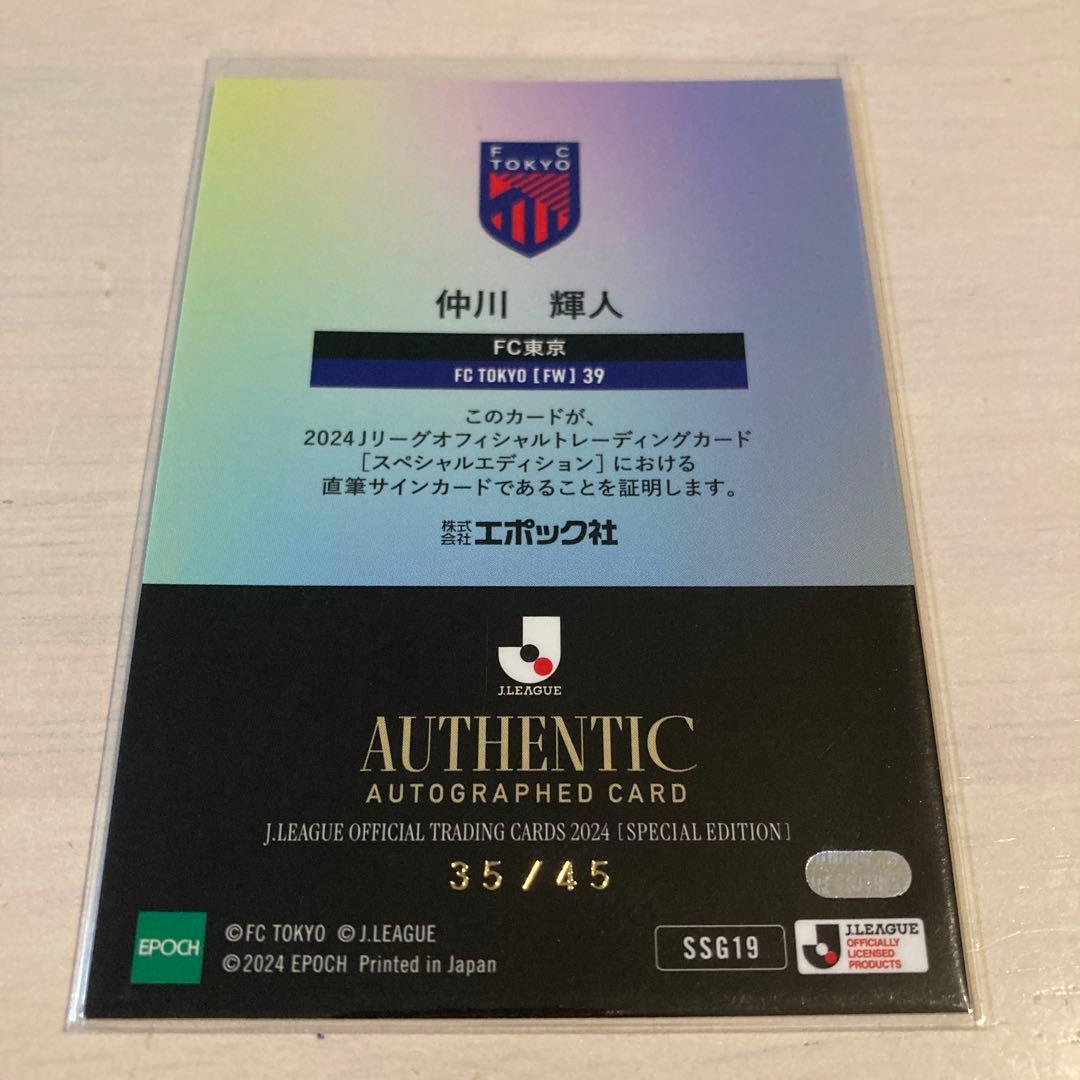 F C
TOKYO
仲川 輝人
FC東京
FC TOKYO [FW] 39
このカードが、
2024Jリーグオフィシャルトレーディングカード
[スペシャルエディション] における
直筆サインカードであることを証明します。
株式会社エポック社
J.LEAGUE
AUTHENTIC
AUTOGRAPHED CARD
J.LEAGUE OFFICIAL TRADING CARDS 2024 [SPECIAL EDITION]
35/45
EPOCH
©FC TOKYO ©J.LEAGUE
©2024 EPOCH Printed in Japan
SSG19
J.LEAGUE
OFFICIALLY
LICENSED
PRODUCTS